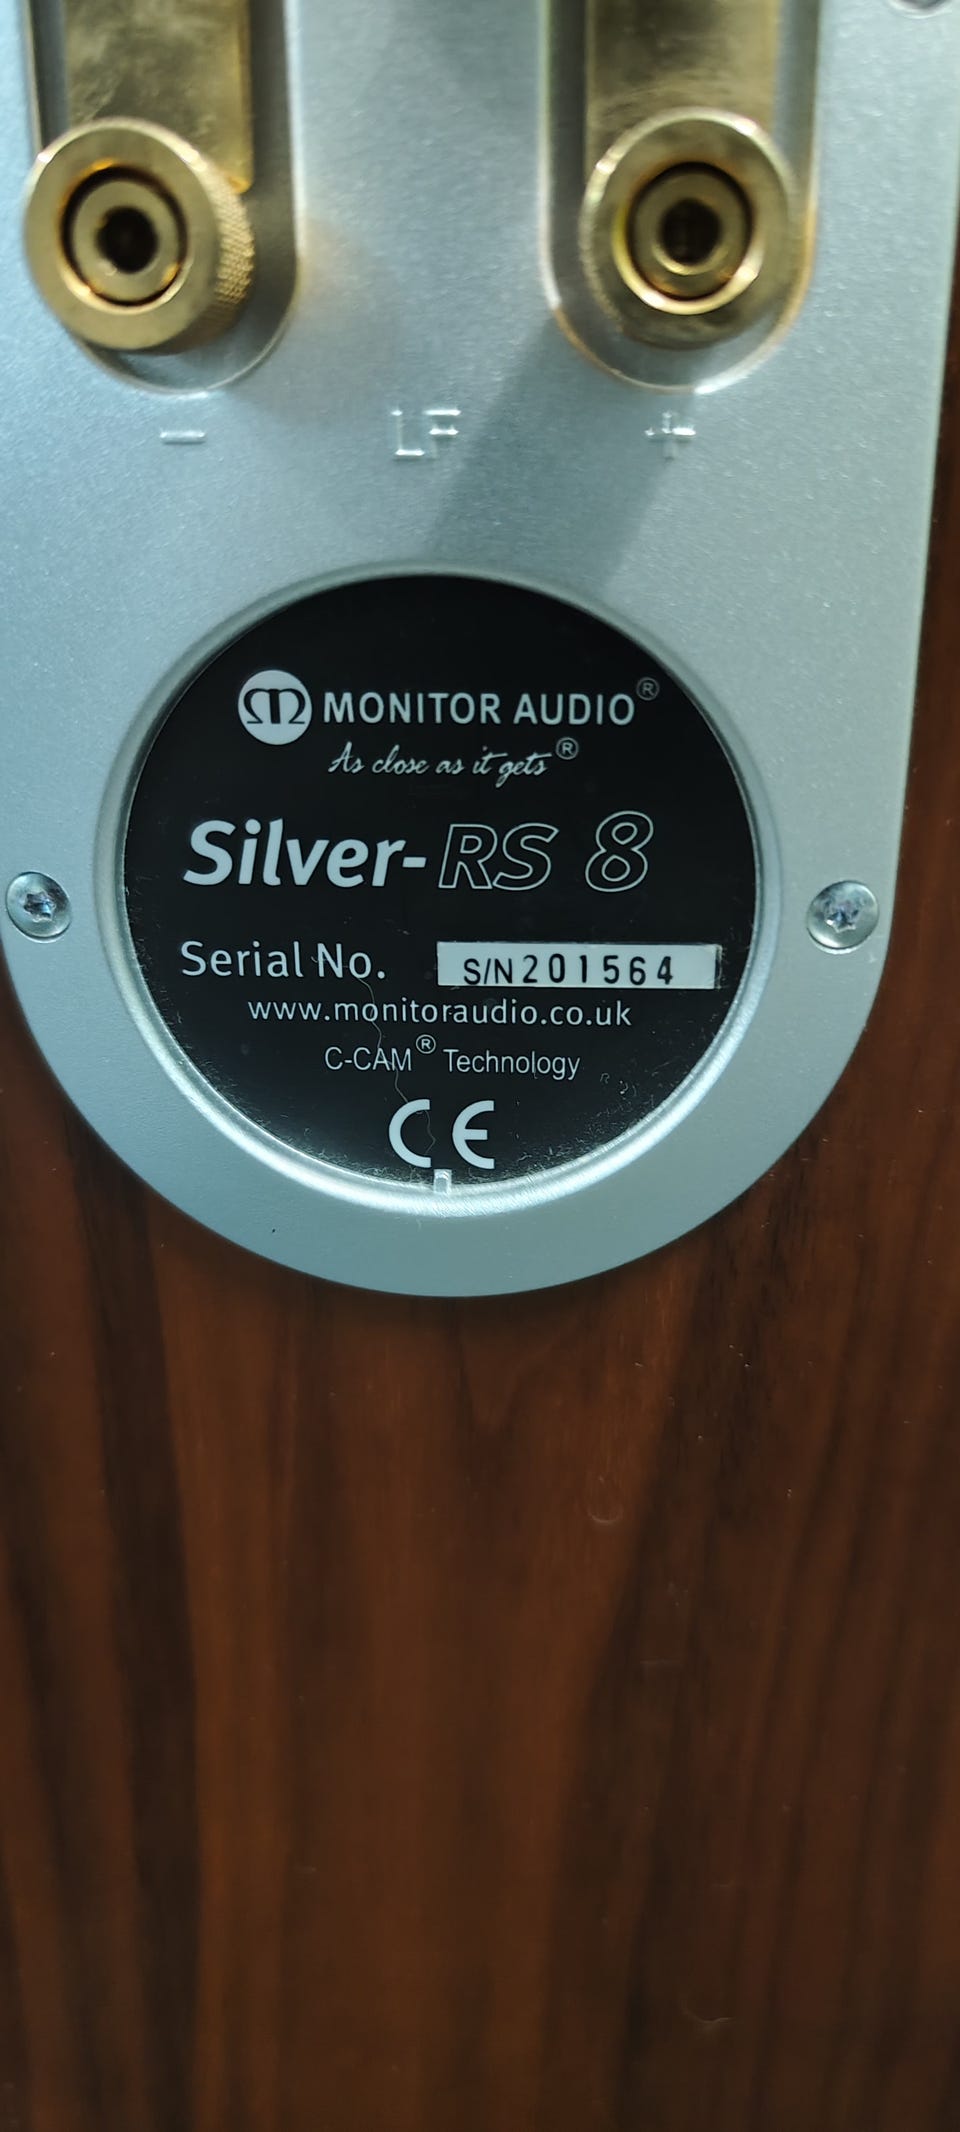 − LF +
MONITOR AUDIO®
As close as it gets®
Silver-RS 8
Serial No. S/N201564
www.monitoraudio.co.uk
C-CAM® Technology
CE